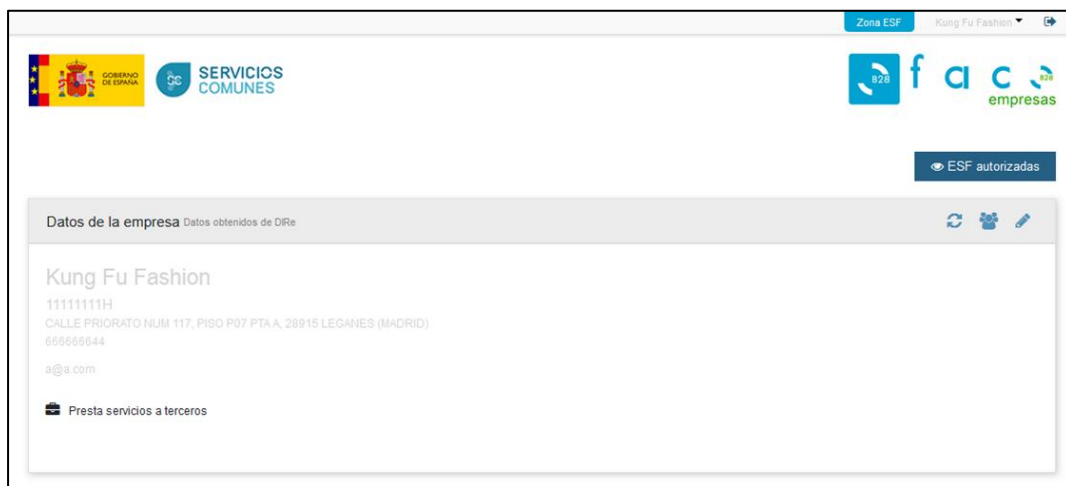 Zona ESF Kung Fu Fashion
GOBIERNO
DE ESPAÑA
SERVICIOS
COMUNES
gc
B2B
fac
B2B
empresas
ESF autorizadas
Datos de la empresa Datos obtenidos de DIRe
Kung Fu Fashion
11111111H
CALLE PRIORATO NUM 117, PISO P07 PTA A, 28915 LEGANES (MADRID)
666666644
a@a.com
Presta servicios a terceros